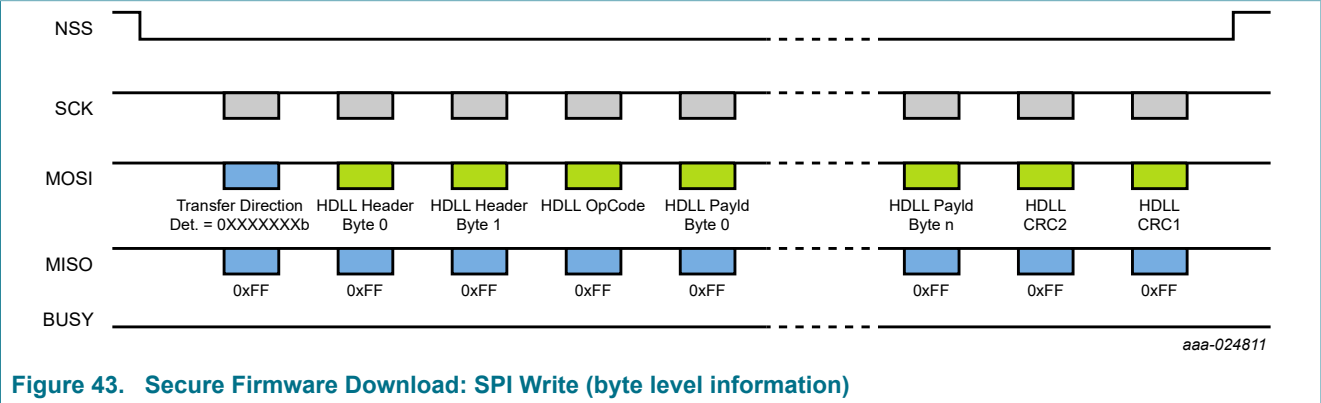 NSS
SCK
MOSI
Transfer Direction HDLL Header HDLL Header HDLL OpCode HDLL Payld HDLL Payld HDLL HDLL
Det. = 0XXXXXXXb Byte 0 Byte 1 Byte 0 Byte n CRC2 CRC1
MISO
0xFF 0xFF 0xFF 0xFF 0xFF 0xFF 0xFF 0xFF
BUSY
aaa-024811
Figure 43. Secure Firmware Download: SPI Write (byte level information)